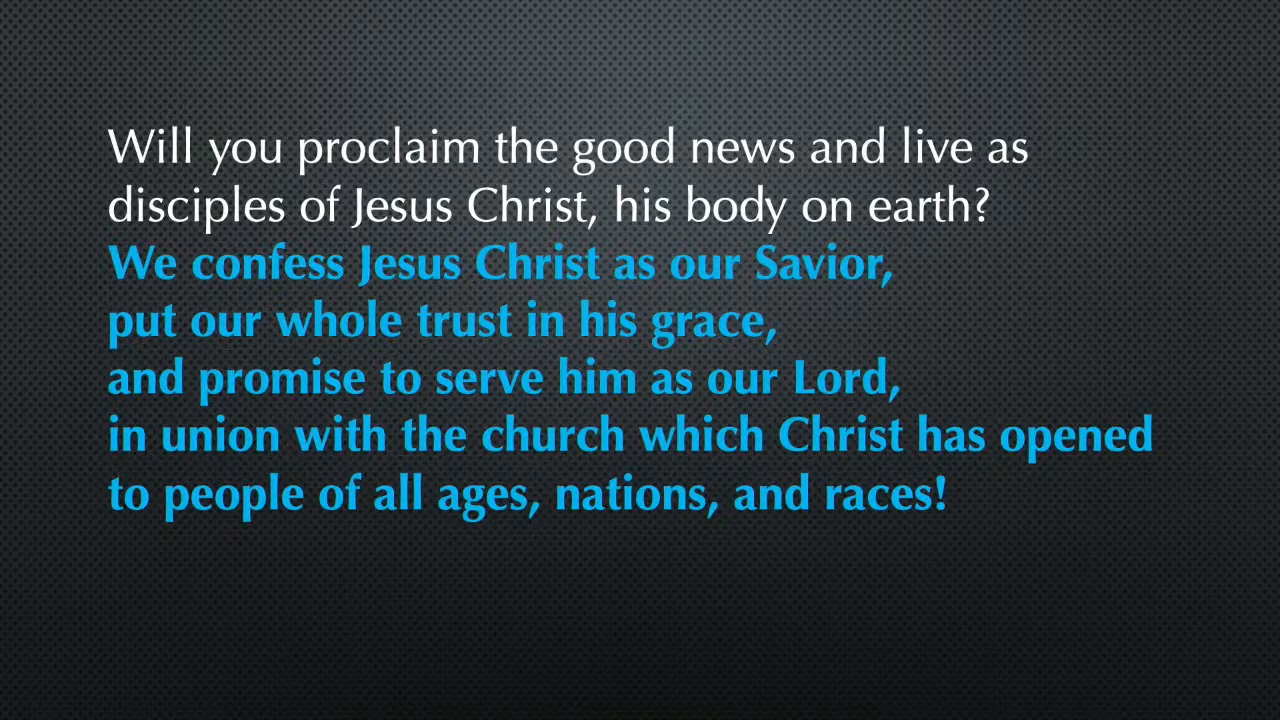 Will you proclaim the good news and live as
disciples of Jesus Christ, his body on earth?
We confess Jesus Christ as our Savior,
put our whole trust in his grace,
and promise to serve him as our Lord,
in union with the church which Christ has opened
to people of all ages, nations, and races!